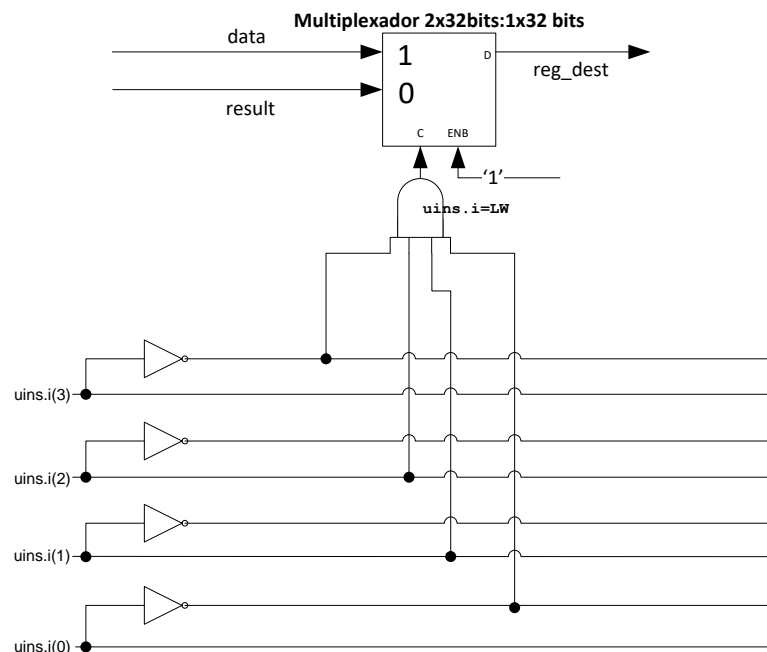 Multiplexador 2x32bits:1x32 bits
data
1
D
reg_dest
0
result
C
ENB
‘1’
uins.i=LW
uins.i(3)
uins.i(2)
uins.i(1)
uins.i(0)